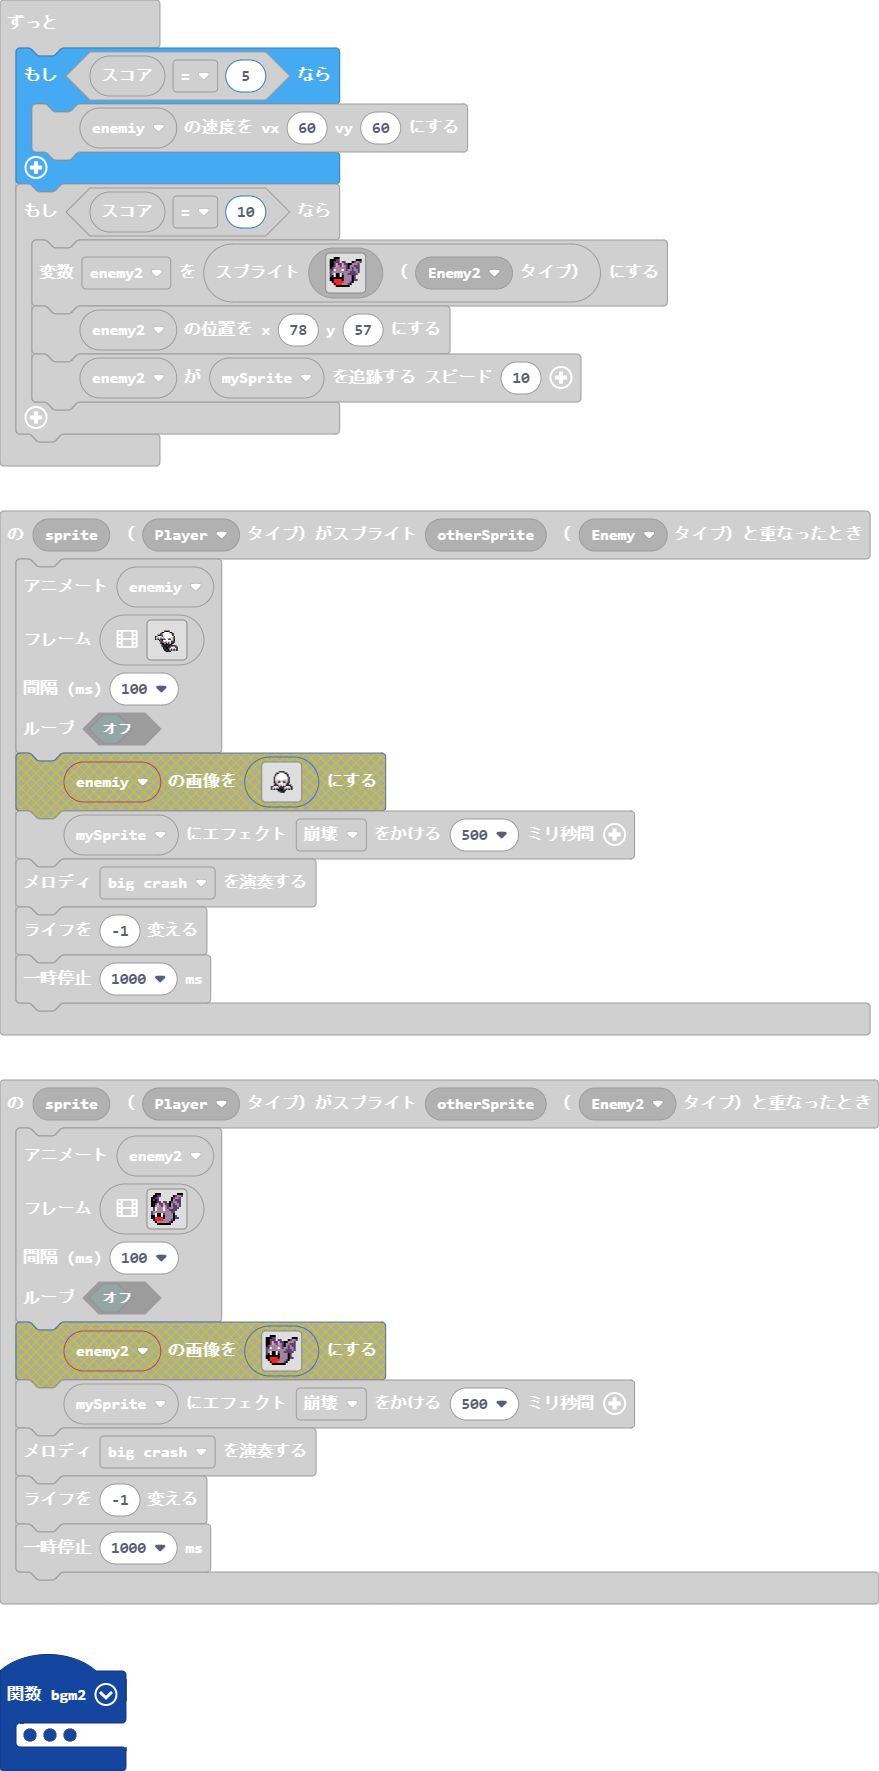 ずっと
もし スコア = 5 なら
enemiy の速度を vx 60 vy 60 にする
もし スコア = 10 なら
変数 enemy2 を スプライト ( Enemy2 タイプ) にする
enemy2 の位置を x 78 y 57 にする
enemy2 が mySprite を追跡する スピード 10
の sprite ( Player タイプ) がスプライト otherSprite ( Enemy タイプ) と重なったとき
アニメート enemiy
フレーム
間隔 (ms) 100
ループ オフ
enemiy の画像を にする
mySprite にエフェクト 崩壊 をかける 500 ミリ秒間
メロディ big crash を演奏する
ライフを -1 変える
一時停止 1000 ms
の sprite ( Player タイプ) がスプライト otherSprite ( Enemy2 タイプ) と重なったとき
アニメート enemy2
フレーム
間隔 (ms) 100
ループ オフ
enemy2 の画像を にする
mySprite にエフェクト 崩壊 をかける 500 ミリ秒間
メロディ big crash を演奏する
ライフを -1 変える
一時停止 1000 ms
関数 bgm2